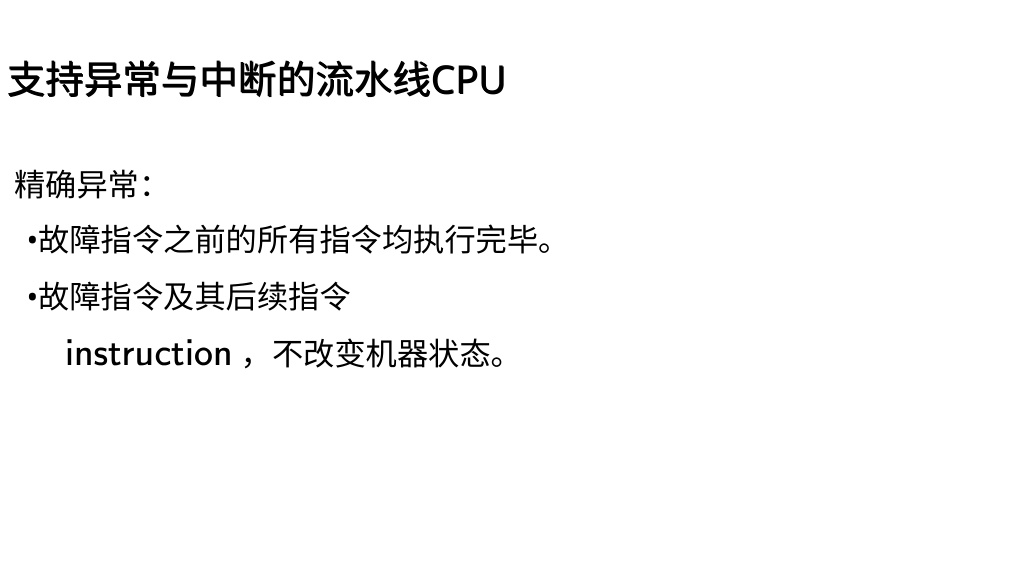 支持异常与中断的流水线CPU
精确异常：
•故障指令之前的所有指令均执行完毕。
•故障指令及其后续指令
instruction ，不改变机器状态。